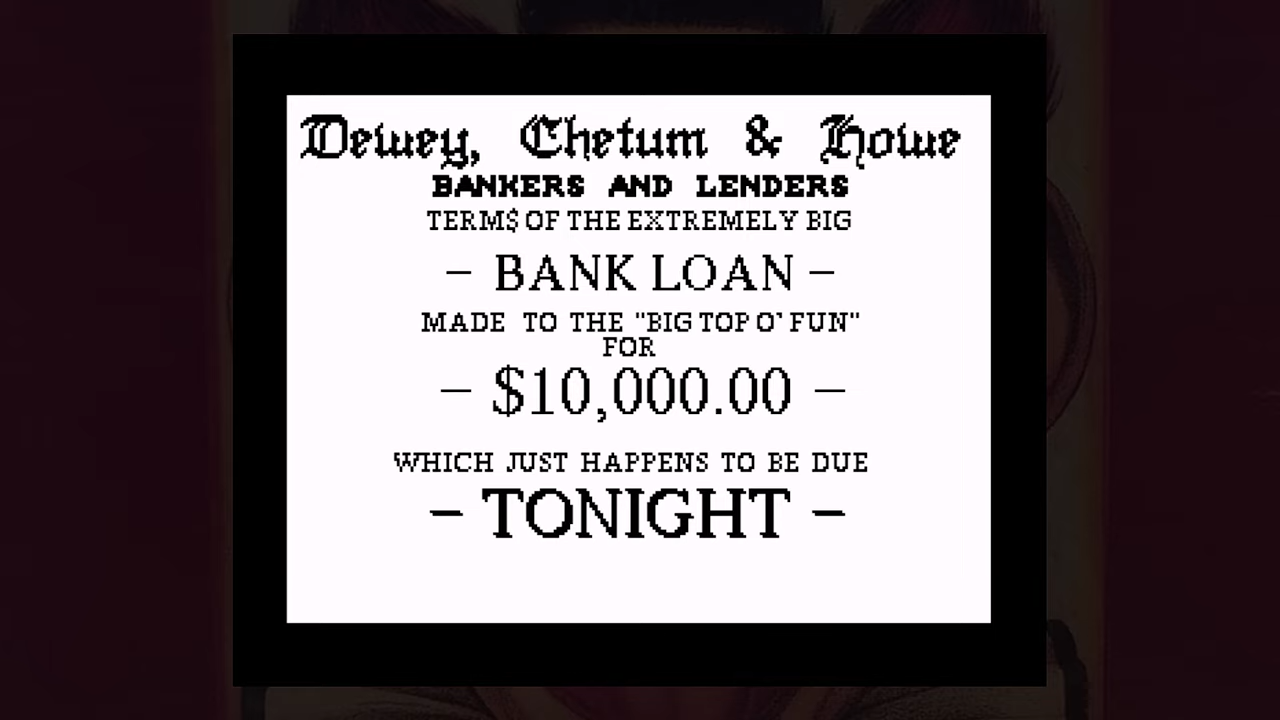 Dewey, Chetum & Howe
BANKERS AND LENDERS
TERM$ OF THE EXTREMELY BIG
– BANK LOAN –
MADE TO THE "BIG TOP O' FUN"
FOR
– $10,000.00 –
WHICH JUST HAPPENS TO BE DUE
– TONIGHT –